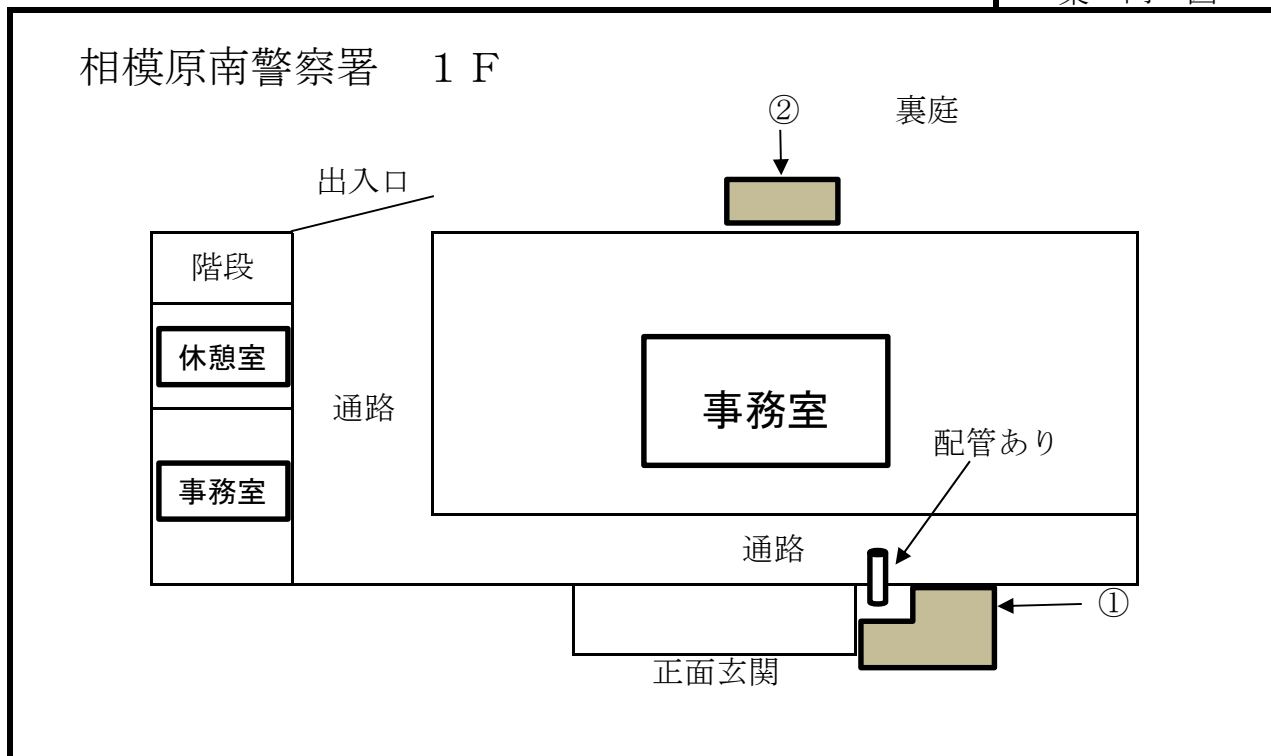 相模原南警察署 1F
② 裏庭
出入口
階段
休憩室
通路
事務室
配管あり
事務室
通路
①
正面玄関